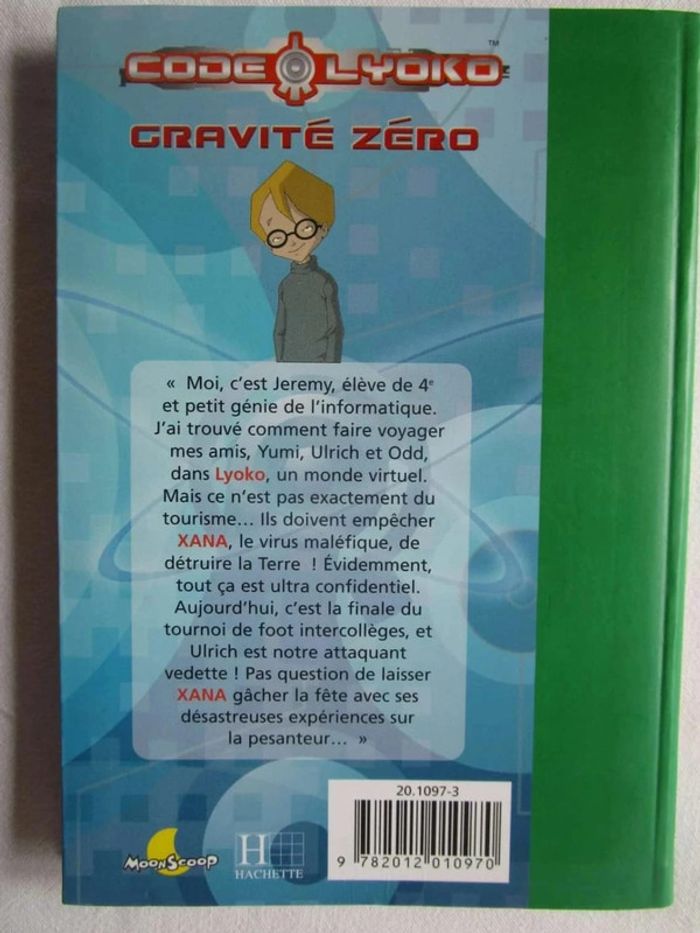 CODE LYOKO™
GRAVITÉ ZÉRO
« Moi, c'est Jeremy, élève de 4e
et petit génie de l'informatique.
J'ai trouvé comment faire voyager
mes amis, Yumi, Ulrich et Odd,
dans Lyoko, un monde virtuel.
Mais ce n'est pas exactement du
tourisme... Ils doivent empêcher
XANA, le virus maléfique, de
détruire la Terre ! Évidemment,
tout ça est ultra confidentiel.
Aujourd'hui, c'est la finale du
tournoi de foot intercollèges, et
Ulrich est notre attaquant
vedette ! Pas question de laisser
XANA gâcher la fête avec ses
désastreuses expériences sur
la pesanteur... »
20.1097-3
9 782012 010970
MOONSCOOP
H
HACHETTE